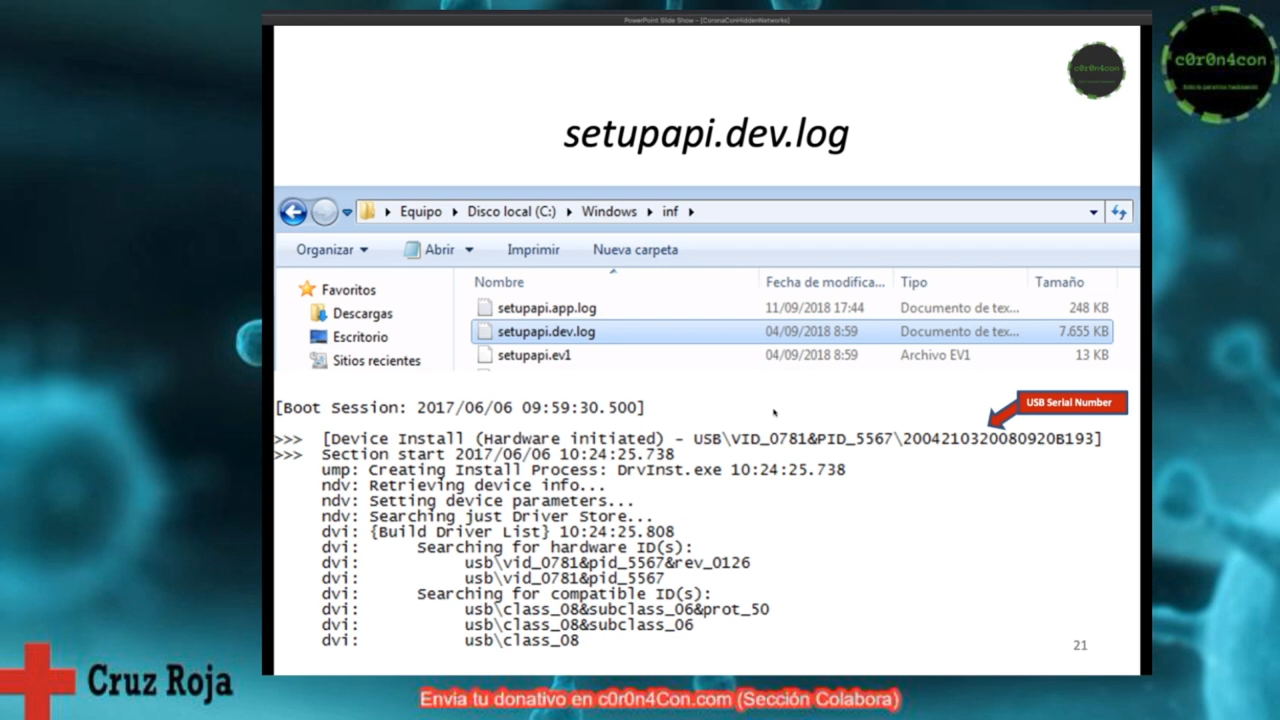 PowerPoint Slide Show - [CoronaConHiddenNetworks]
c0r0n4con
c0r0n4con
setupapi.dev.log
Equipo Disco local (C:) Windows inf
Organizar Abrir Imprimir Nueva carpeta
Favoritos
Descargas
Escritorio
Sitios recientes
Nombre Fecha de modifica... Tipo Tamaño
setupapi.app.log 11/09/2018 17:44 Documento de tex... 248 KB
setupapi.dev.log 04/09/2018 8:59 Documento de tex... 7.655 KB
setupapi.ev1 04/09/2018 8:59 Archivo EV1 13 KB
USB Serial Number
[Boot Session: 2017/06/06 09:59:30.500]
>>> [Device Install (Hardware initiated) - USB\VID_0781&PID_5567\2004210320080920B193]
>>> Section start 2017/06/06 10:24:25.738
ump: Creating Install Process: DrvInst.exe 10:24:25.738
ndv: Retrieving device info...
ndv: Setting device parameters...
ndv: Searching just Driver Store...
dvi: {Build Driver List} 10:24:25.808
dvi: Searching for hardware ID(s):
dvi: usb\vid_0781&pid_5567&rev_0126
dvi: usb\vid_0781&pid_5567
dvi: Searching for compatible ID(s):
dvi: usb\class_08&subclass_06&prot_50
dvi: usb\class_08&subclass_06
dvi: usb\class_08
21
Cruz Roja
Envia tu donativo en c0r0n4Con.com (Sección Colabora)